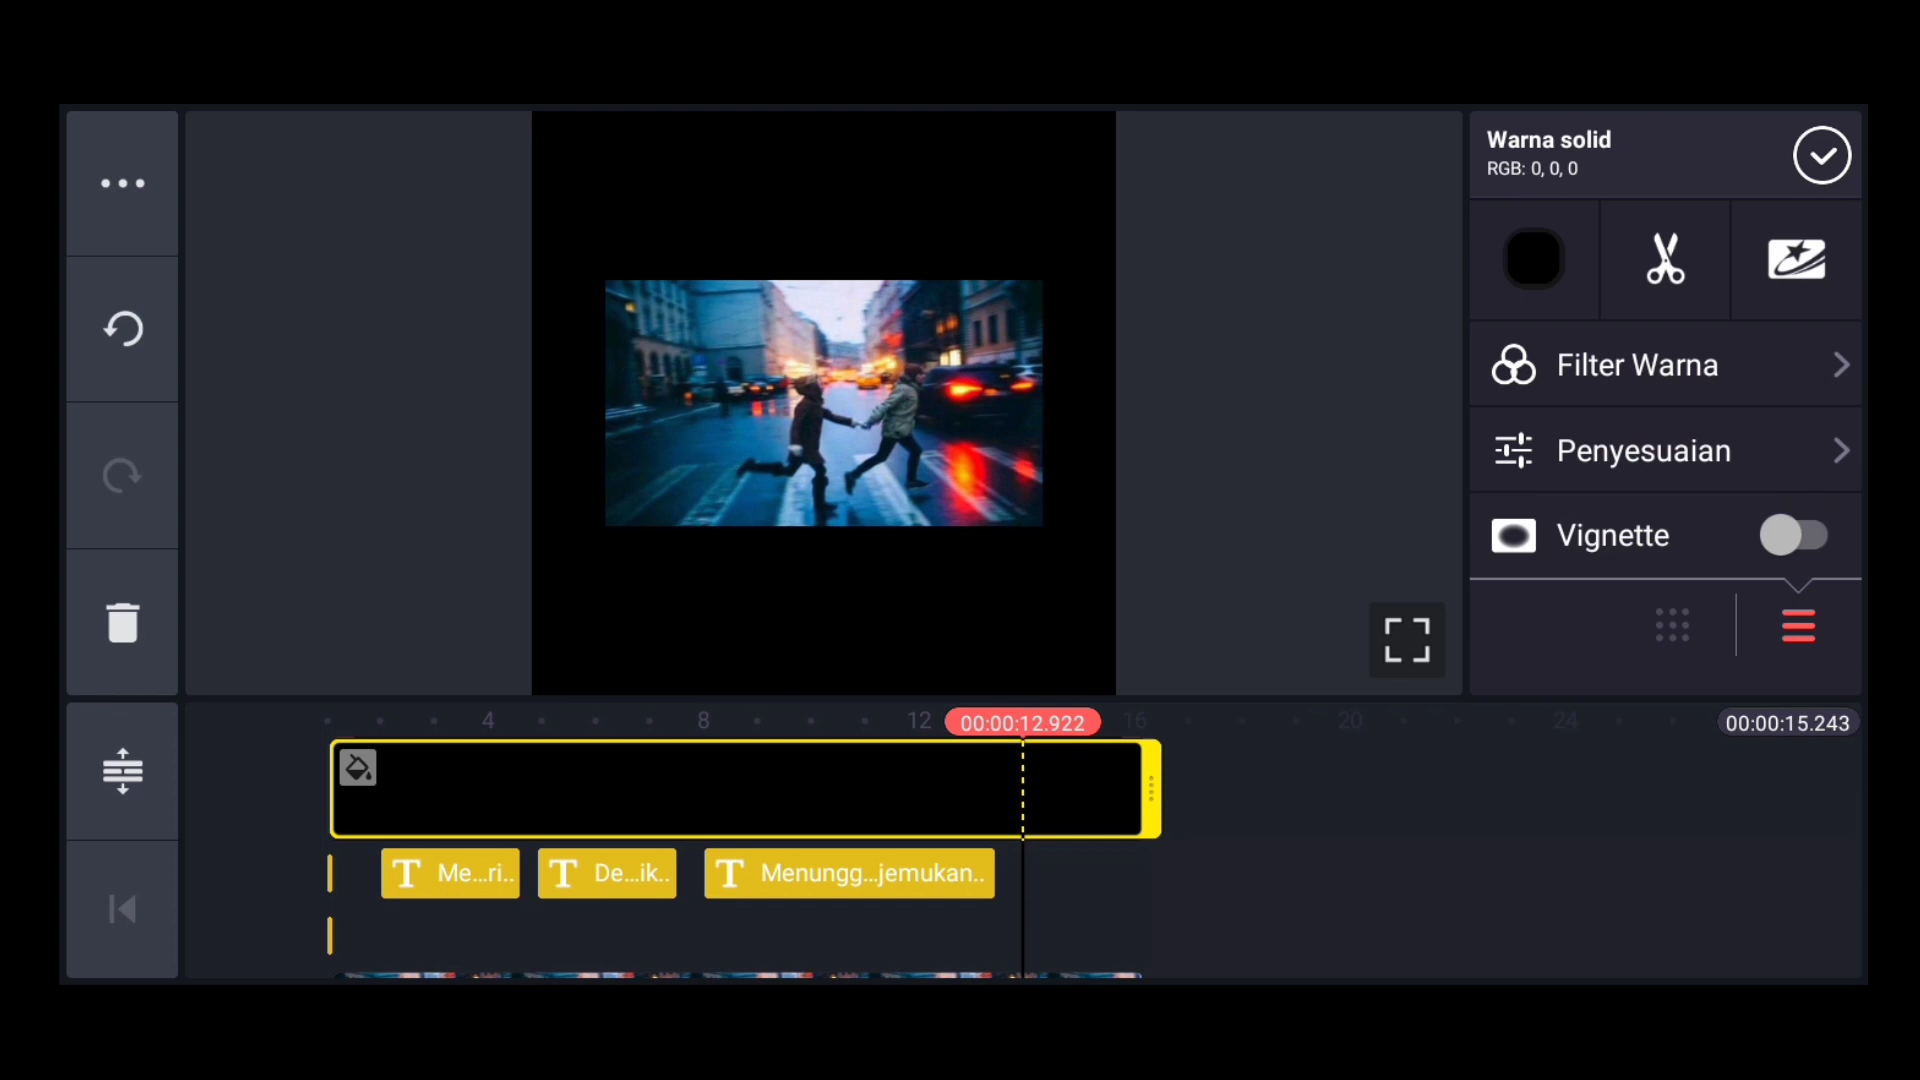 Warna solid
RGB: 0, 0, 0
Filter Warna
Penyesuaian
Vignette
4 8 12 00:00:12.922 16 20 24 00:00:15.243
T Me...ri.. T De...ik.. T Menungg...jemukan..